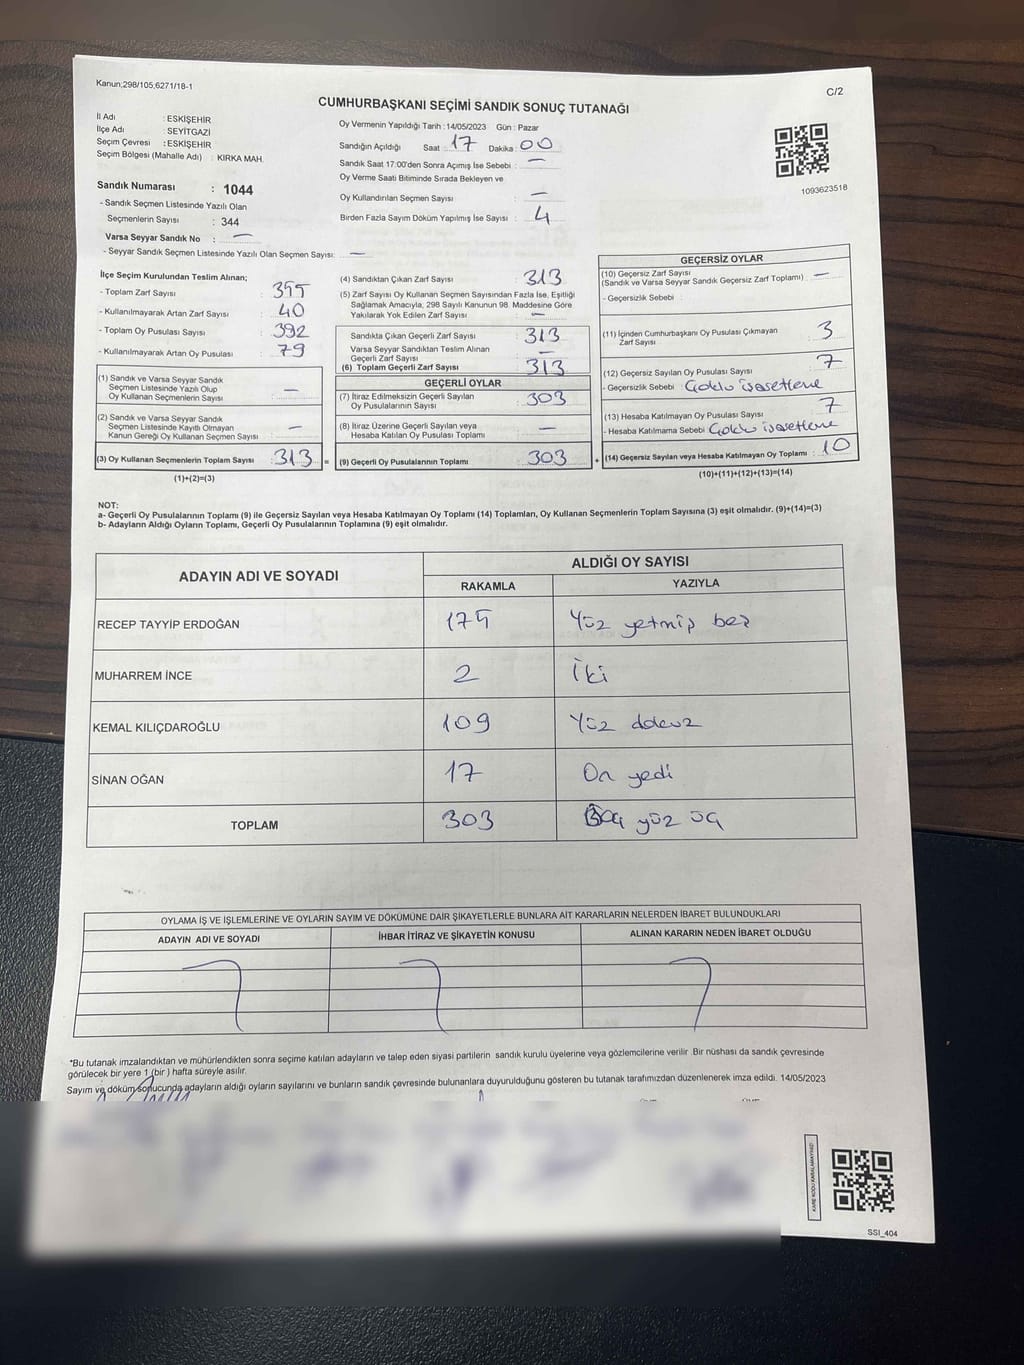 Kanun;298/105,6271/18-1
C/2
CUMHURBAŞKANI SEÇİMİ SANDIK SONUÇ TUTANAĞI
İl Adı : ESKİŞEHİR
İlçe Adı : SEYİTGAZİ
Seçim Çevresi : ESKİŞEHİR
Seçim Bölgesi (Mahalle Adı) : KIRKA MAH.
Sandık Numarası : 1044
- Sandık Seçmen Listesinde Yazılı Olan
Seçmenlerin Sayısı : 344
Varsa Seyyar Sandık No : —
- Seyyar Sandık Seçmen Listesinde Yazılı Olan Seçmen Sayısı: —
Oy Vermenin Yapıldığı Tarih : 14/05/2023 Gün : Pazar
Sandığın Açıldığı Saat : 17 Dakika : 00
Sandık Saat 17:00'den Sonra Açımış İse Sebebi : —
Oy Verme Saati Bitiminde Sırada Bekleyen ve
Oy Kullandırılan Seçmen Sayısı : —
Birden Fazla Sayım Döküm Yapılmış İse Sayısı : 4
1093623518
İlçe Seçim Kurulundan Teslim Alınan;
- Toplam Zarf Sayısı :
- Kullanılmayarak Artan Zarf Sayısı : 40
- Toplam Oy Pusulası Sayısı : 392
- Kullanılmayarak Artan Oy Pusulası : 79
(1) Sandık ve Varsa Seyyar Sandık
Seçmen Listesinde Yazılı Olup
Oy Kullanan Seçmenlerin Sayısı : —
(2) Sandık ve Varsa Seyyar Sandık
Seçmen Listesinde Kayıtlı Olmayan
Kanun Gereği Oy Kullanan Seçmen Sayısı : —
(3) Oy Kullanan Seçmenlerin Toplam Sayısı : 313 =
(1)+(2)=(3)
(4) Sandıktan Çıkan Zarf Sayısı : 313
(5) Zarf Sayısı Oy Kullanan Seçmen Sayısından Fazla İse, Eşitliği
Sağlamak Amacıyla, 298 Sayılı Kanunun 98. Maddesine Göre
Yakılarak Yok Edilen Zarf Sayısı : —
Sandıkta Çıkan Geçerli Zarf Sayısı : 313
Varsa Seyyar Sandıktan Teslim Alınan
Geçerli Zarf Sayısı : —
(6) Toplam Geçerli Zarf Sayısı : 313
GEÇERLİ OYLAR
(7) İtiraz Edilmeksizin Geçerli Sayılan
Oy Pusulalarının Sayısı : 303
(8) İtiraz Üzerine Geçerli Sayılan veya
Hesaba Katılan Oy Pusulası Toplamı : —
(9) Geçerli Oy Pusulalarının Toplamı : 303 +
GEÇERSİZ OYLAR
(10) Geçersiz Zarf Sayısı
(Sandık ve Varsa Seyyar Sandık Geçersiz Zarf Toplamı) : —
- Geçersizlik Sebebi :
(11) İçinden Cumhurbaşkanı Oy Pusulası Çıkmayan
Zarf Sayısı : 3
(12) Geçersiz Sayılan Oy Pusulası Sayısı : 7
- Geçersizlik Sebebi :
(13) Hesaba Katılmayan Oy Pusulası Sayısı : 7
- Hesaba Katılmama Sebebi
(14) Geçersiz Sayılan veya Hesaba Katılmayan Oy Toplamı : 10
(10)+(11)+(12)+(13)=(14)
NOT:
a- Geçerli Oy Pusulalarının Toplamı (9) ile Geçersiz Sayılan veya Hesaba Katılmayan Oy Toplamı (14) Toplamları, Oy Kullanan Seçmenlerin Toplam Sayısına (3) eşit olmalıdır. (9)+(14)=(3)
b- Adayların Aldığı Oyların Toplamı, Geçerli Oy Pusulalarının Toplamına (9) eşit olmalıdır.
ADAYIN ADI VE SOYADI ALDIĞI OY SAYISI
RAKAMLA YAZIYLA
RECEP TAYYİP ERDOĞAN 175 Yüz yetmiş beş
MUHARREM İNCE 2 İki
KEMAL KILIÇDAROĞLU 109 Yüz dokuz
SİNAN OĞAN 17 On yedi
TOPLAM 303 Üç yüz üç
OYLAMA İŞ VE İŞLEMLERİNE VE OYLARIN SAYIM VE DÖKÜMÜNE DAİR ŞİKAYETLERLE BUNLARA AİT KARARLARIN NELERDEN İBARET BULUNDUKLARI
ADAYIN ADI VE SOYADI İHBAR İTİRAZ VE ŞİKAYETİN KONUSU ALINAN KARARIN NEDEN İBARET OLDUĞU
*Bu tutanak imzalandıktan ve mühürlendikten sonra seçime katılan adayların ve talep eden siyasi partilerin sandık kurulu üyelerine veya gözlemcilerine verilir .Bir nüshası da sandık çevresinde
görülecek bir yere 1 (bir ) hafta süreyle asılır.
Sayım ve döküm sonucunda adayların aldığı oyların sayılarını ve bunların sandık çevresinde bulunanlara duyurulduğunu gösteren bu tutanak tarafımızdan düzenlenerek imza edildi. 14/05/2023
SSI_404